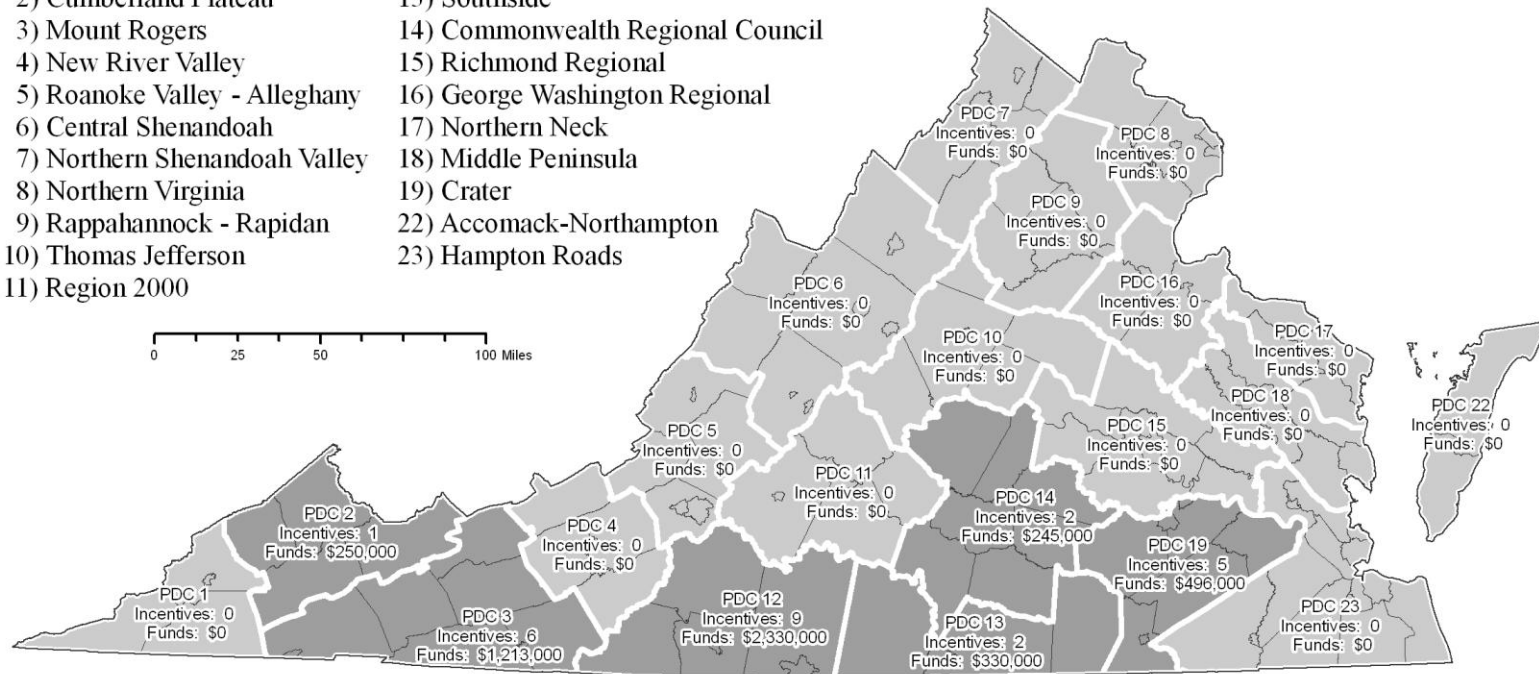 2) Cumberland Plateau
3) Mount Rogers
4) New River Valley
5) Roanoke Valley - Alleghany
6) Central Shenandoah
7) Northern Shenandoah Valley
8) Northern Virginia
9) Rappahannock - Rapidan
10) Thomas Jefferson
11) Region 2000
13) Southside
14) Commonwealth Regional Council
15) Richmond Regional
16) George Washington Regional
17) Northern Neck
18) Middle Peninsula
19) Crater
22) Accomack-Northampton
23) Hampton Roads
0 25 50 100 Miles
PDC 7
Incentives: 0
Funds: $0
PDC 8
Incentives: 0
Funds: $0
PDC 9
Incentives: 0
Funds: $0
PDC 6
Incentives: 0
Funds: $0
PDC 16
Incentives: 0
Funds: $0
PDC 10
Incentives: 0
Funds: $0
PDC 17
Incentives: 0
Funds: $0
PDC 18
Incentives: 0
Funds: $0
PDC 22
Incentives: 0
Funds: $0
PDC 5
Incentives: 0
Funds: $0
PDC 15
Incentives: 0
Funds: $0
PDC 11
Incentives: 0
Funds: $0
PDC 14
Incentives: 2
Funds: $245,000
PDC 2
Incentives: 1
Funds: $250,000
PDC 4
Incentives: 0
Funds: $0
PDC 19
Incentives: 5
Funds: $496,000
PDC 1
Incentives: 0
Funds: $0
PDC 3
Incentives: 6
Funds: $1,213,000
PDC 12
Incentives: 9
Funds: $2,330,000
PDC 13
Incentives: 2
Funds: $330,000
PDC 23
Incentives: 0
Funds: $0